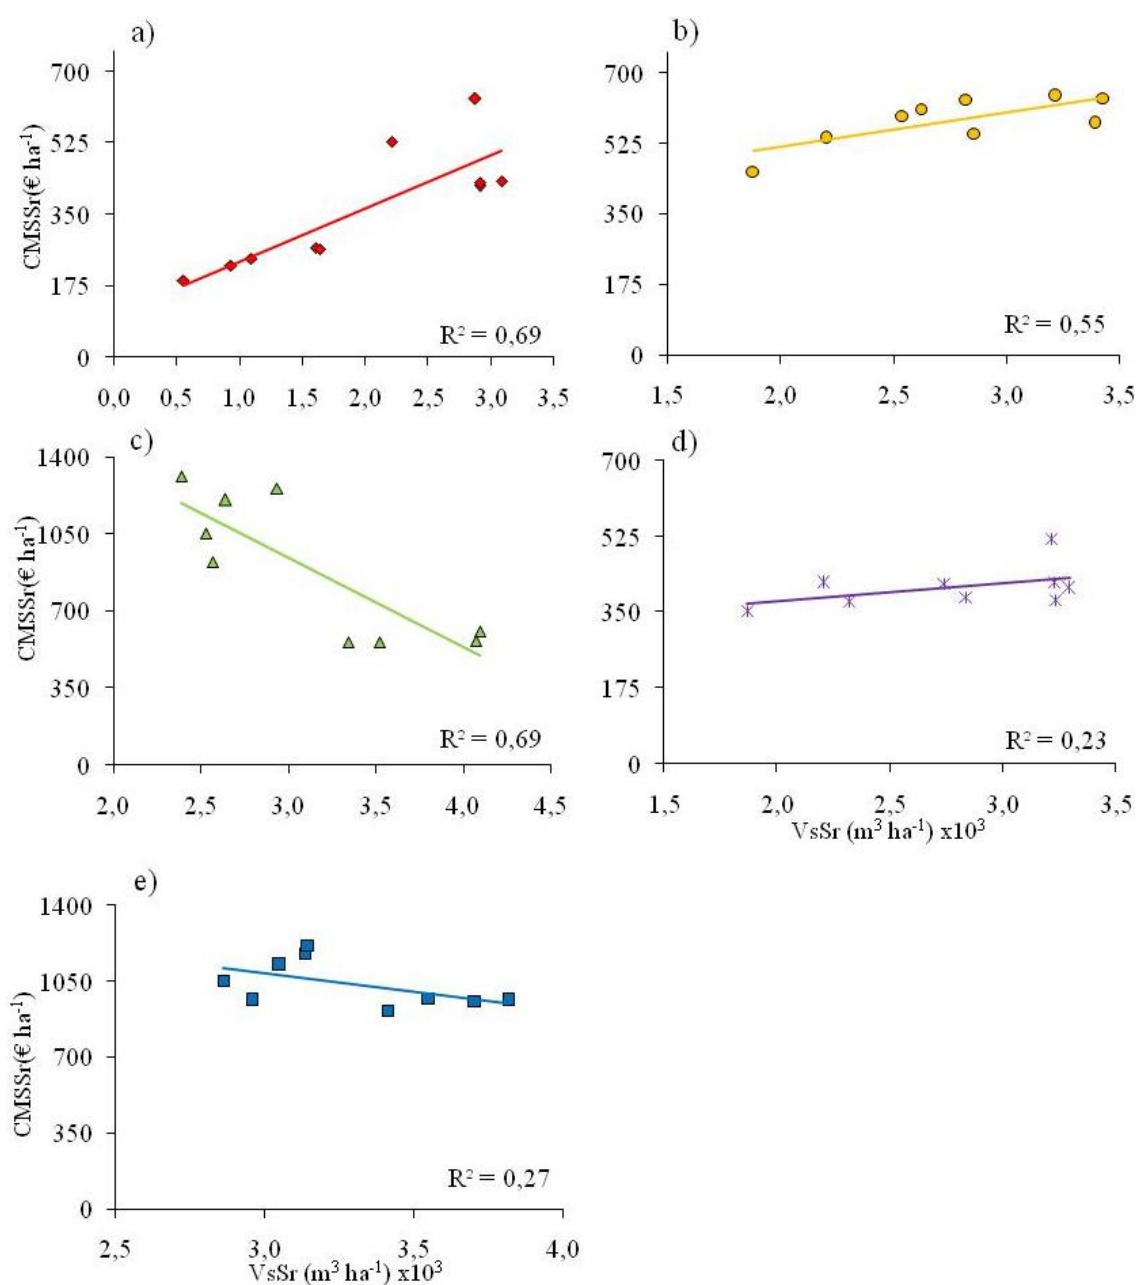 a)
700
525
350
175
0
CMSSr(€ ha⁻¹)
R² = 0,69
0,0 0,5 1,0 1,5 2,0 2,5 3,0 3,5
b)
700
525
350
175
0
R² = 0,55
1,5 2,0 2,5 3,0 3,5
c)
1400
1050
700
350
0
CMSSr(€ ha⁻¹)
R² = 0,69
2,0 2,5 3,0 3,5 4,0 4,5
d)
700
525
350
175
0
R² = 0,23
1,5 2,0 2,5 3,0 3,5
VsSr (m³ ha⁻¹) x10³
e)
1400
1050
700
350
0
CMSSr(€ ha⁻¹)
R² = 0,27
2,5 3,0 3,5 4,0
VsSr (m³ ha⁻¹) x10³